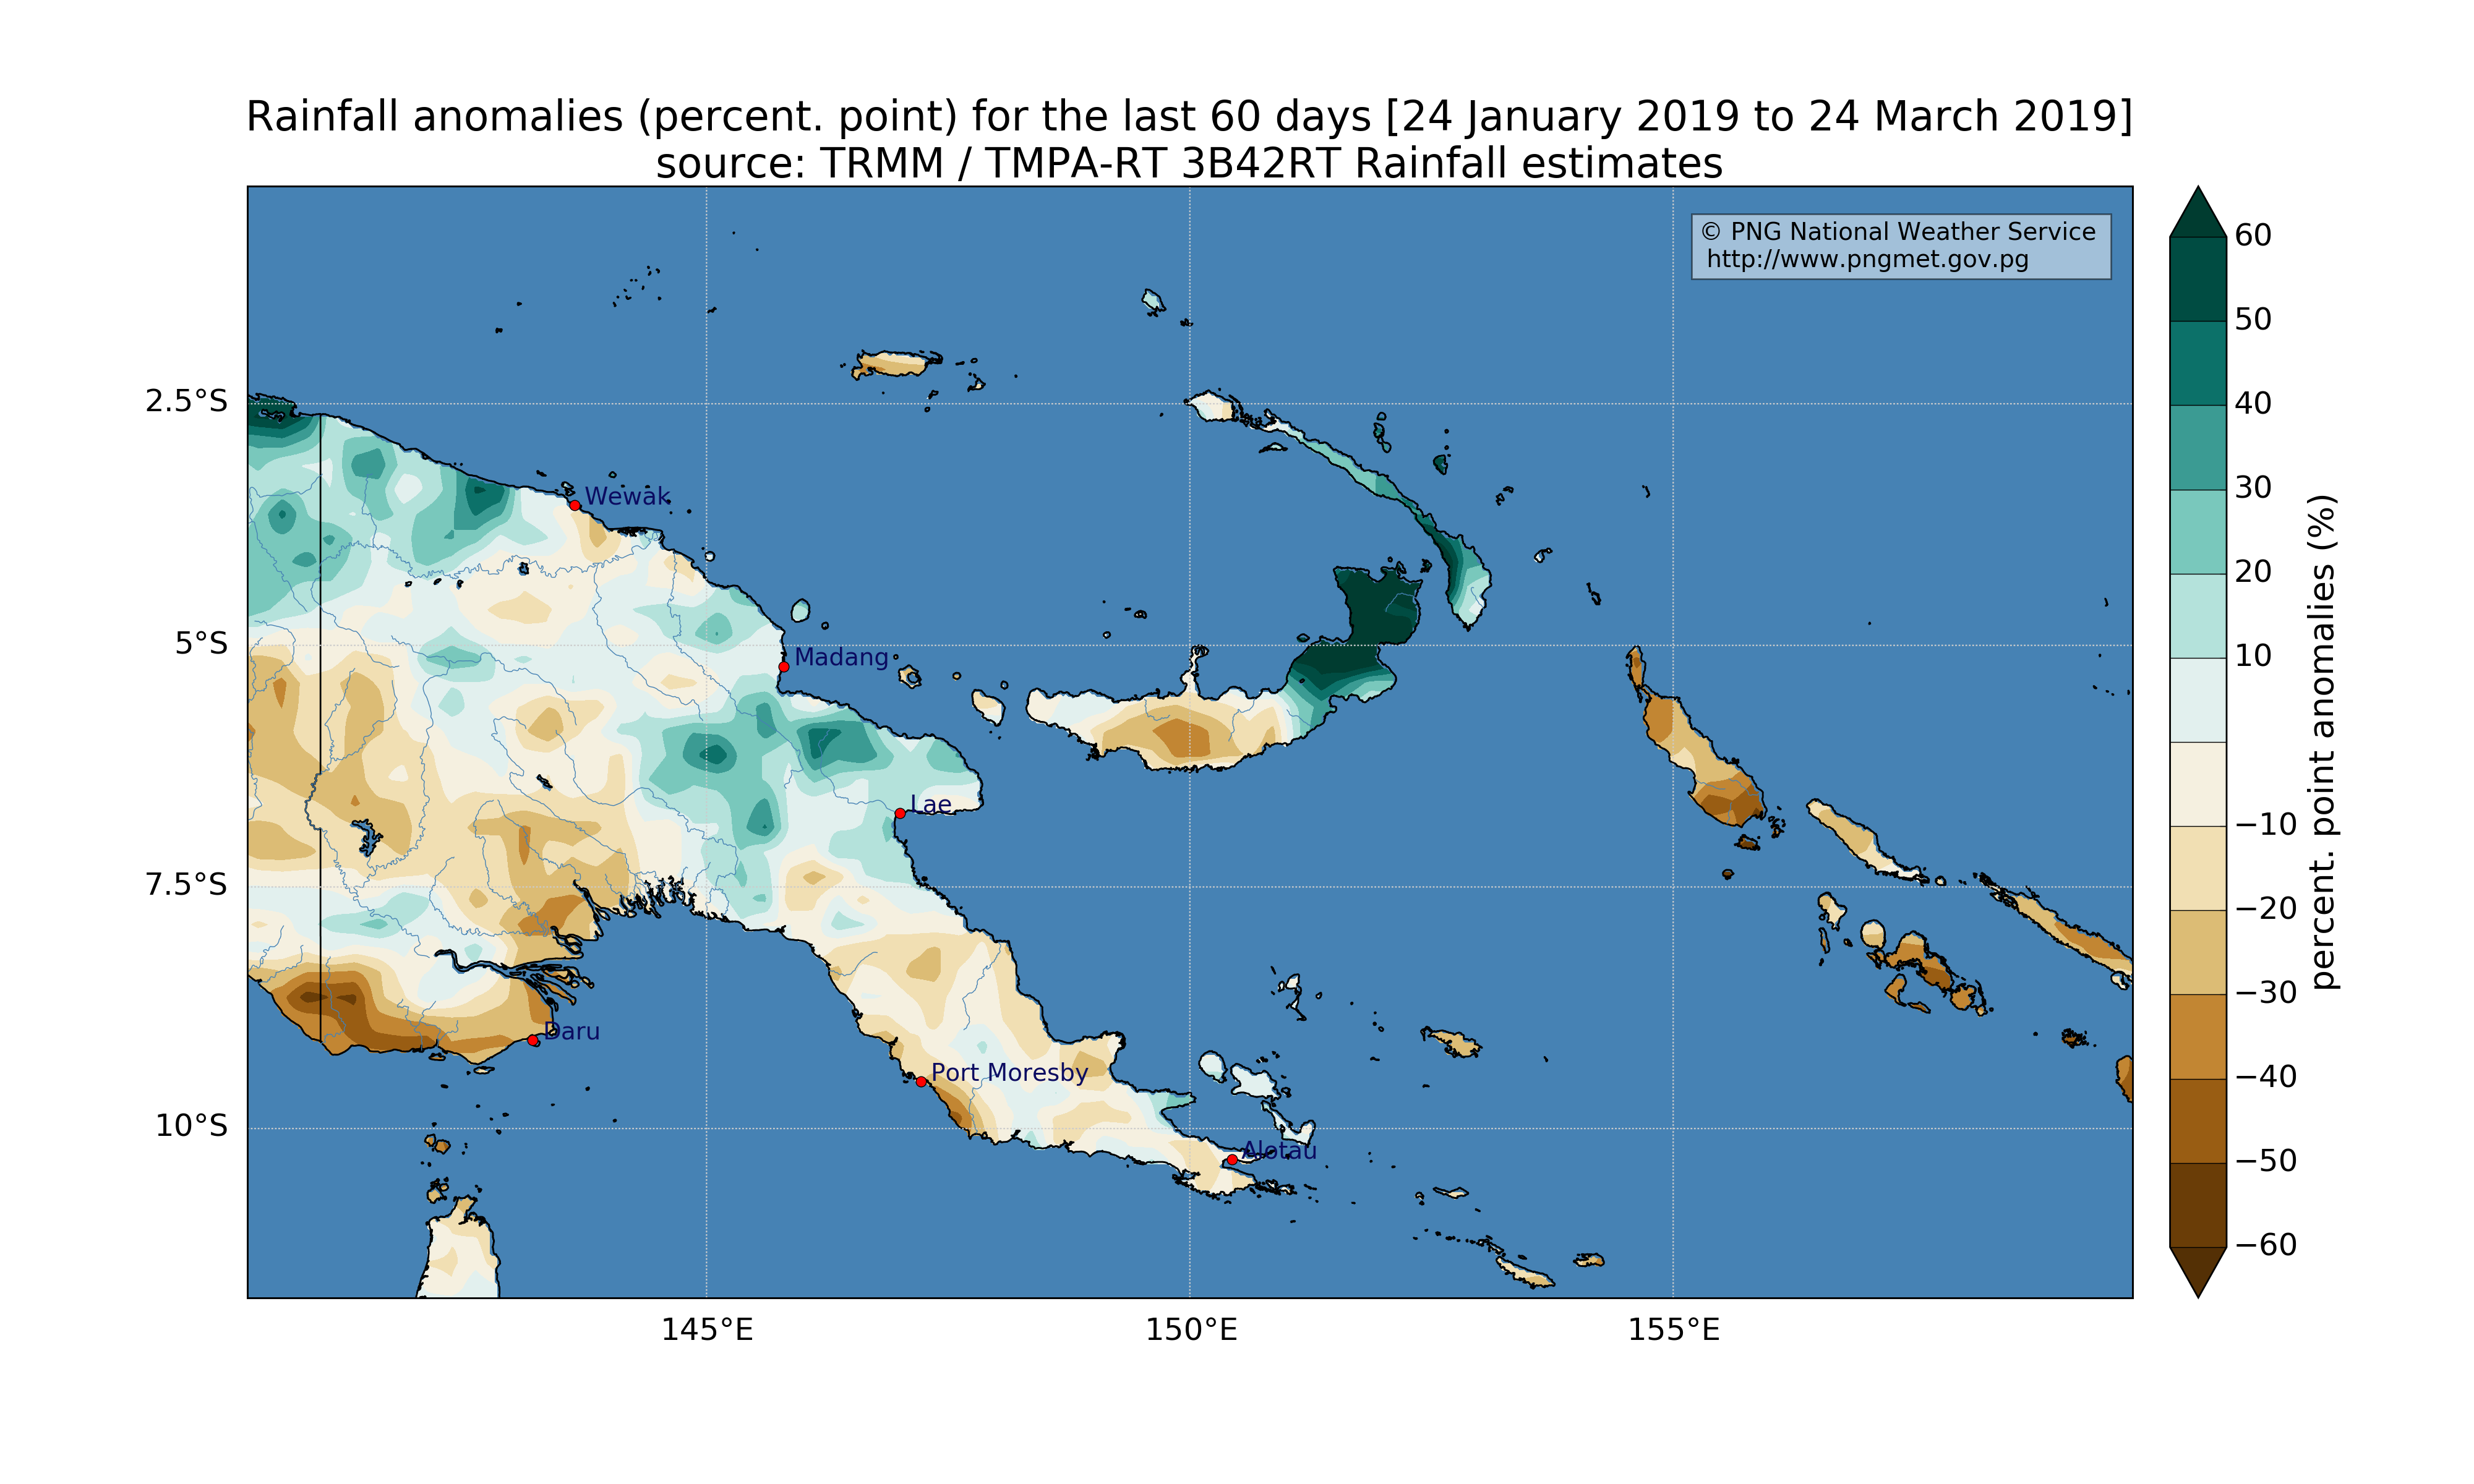 Rainfall anomalies (percent. point) for the last 60 days [24 January 2019 to 24 March 2019]
source: TRMM / TMPA-RT 3B42RT Rainfall estimates
© PNG National Weather Service
http://www.pngmet.gov.pg
2.5°S
5°S
7.5°S
10°S
145°E
150°E
155°E
Wewak
Madang
Lae
Daru
Port Moresby
Alotau
60
50
40
30
20
10
−10
−20
−30
−40
−50
−60
percent. point anomalies (%)